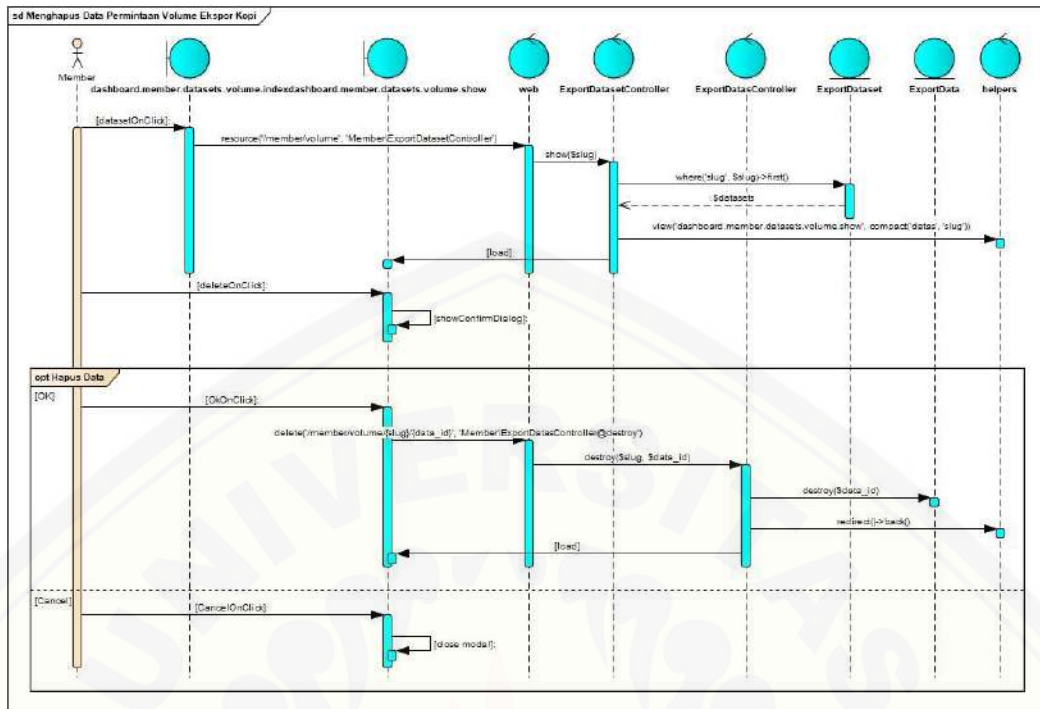 sd Menghapus Data Permintaan Volume Ekspor Kopi
Member
dashboard.member.datasets.volume.index
dashboard.member.datasets.volume.show
web
ExportDatasetController
ExportDatasController
ExportDataset
ExportData
helpers
[datasetOnClick]:
resource('/member/volume', 'Member\ExportDatasetController')
show($slug)
where('slug', $slug)->first()
$datasets
view('dashboard.member.datasets.volume.show', compact('datas', 'slug'))
[load]:
[deleteOnClick]:
[showConfirmDialog]:
opt Hapus Data
[OK]
[OkOnClick]:
delete('/member/volume/{slug}/{data_id}', 'Member\ExportDatasController@destroy')
destroy($slug, $data_id)
destroy($data_id)
redirect()->back()
[load]
[Cancel]
[CancelOnClick]
[close modal]:
UNIVERSITAS